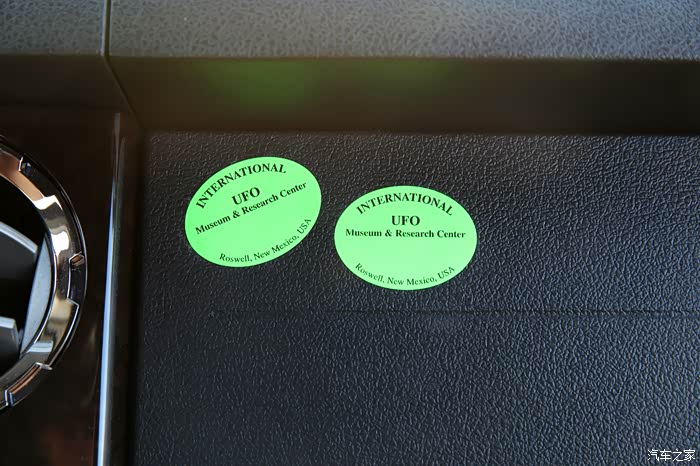 INTERNATIONAL
UFO
Museum & Research Center
Roswell, New Mexico, USA
INTERNATIONAL
UFO
Museum & Research Center
Roswell, New Mexico, USA
汽车之家